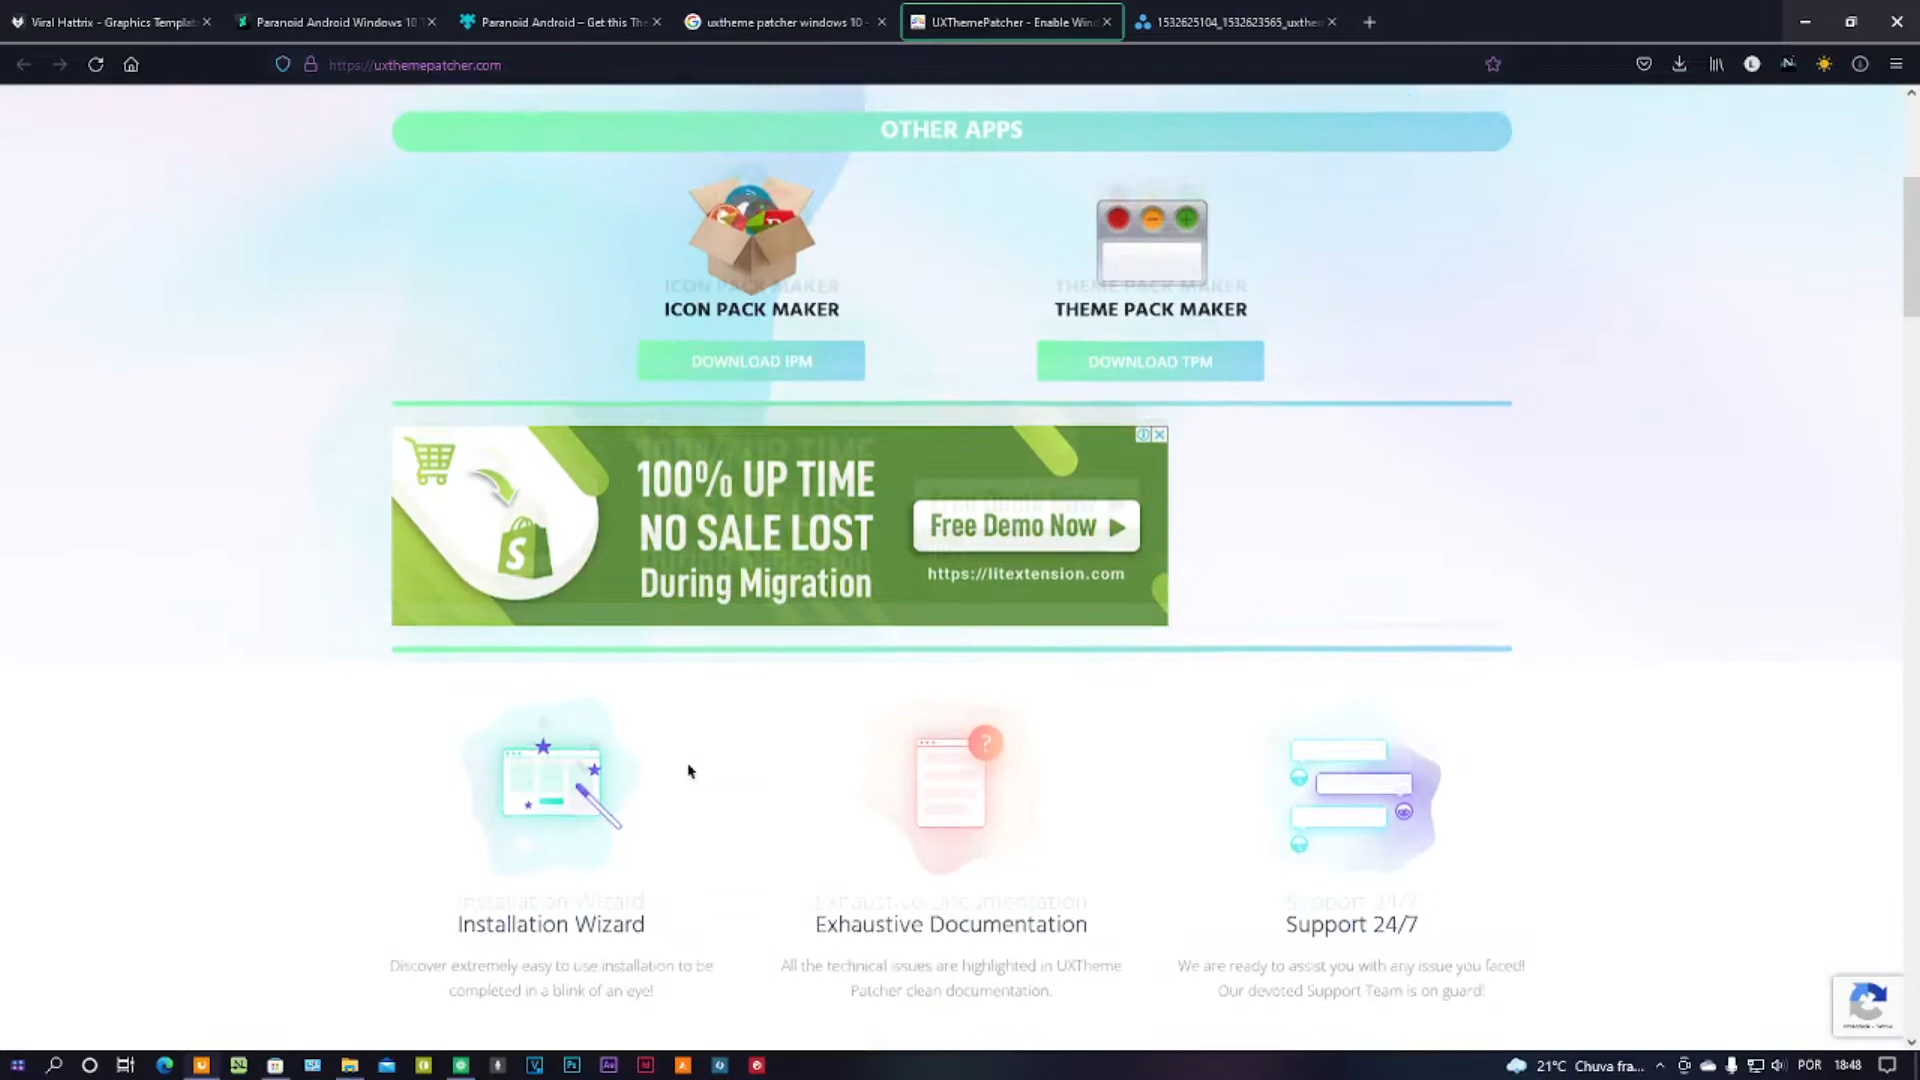 Viral Hattrix - Graphics Templat
Paranoid Android Windows 10
Paranoid Android – Get this The
uxtheme patcher windows 10 -
UXThemePatcher - Enable Win
1532625104_1532623565_uxthem
https://uxthemepatcher.com
OTHER APPS
ICON PACK MAKER
THEME PACK MAKER
DOWNLOAD IPM
DOWNLOAD TPM
100% UP TIME
NO SALE LOST
During Migration
Free Demo Now
https://litextension.com
Installation Wizard
Exhaustive Documentation
Support 24/7
Discover extremely easy to use installation to be
completed in a blink of an eye!
All the technical issues are highlighted in UXTheme
Patcher clean documentation.
We are ready to assist you with any issue you faced!
Our devoted Support Team is on guard!
21°C Chuva fra...
POR
18:48